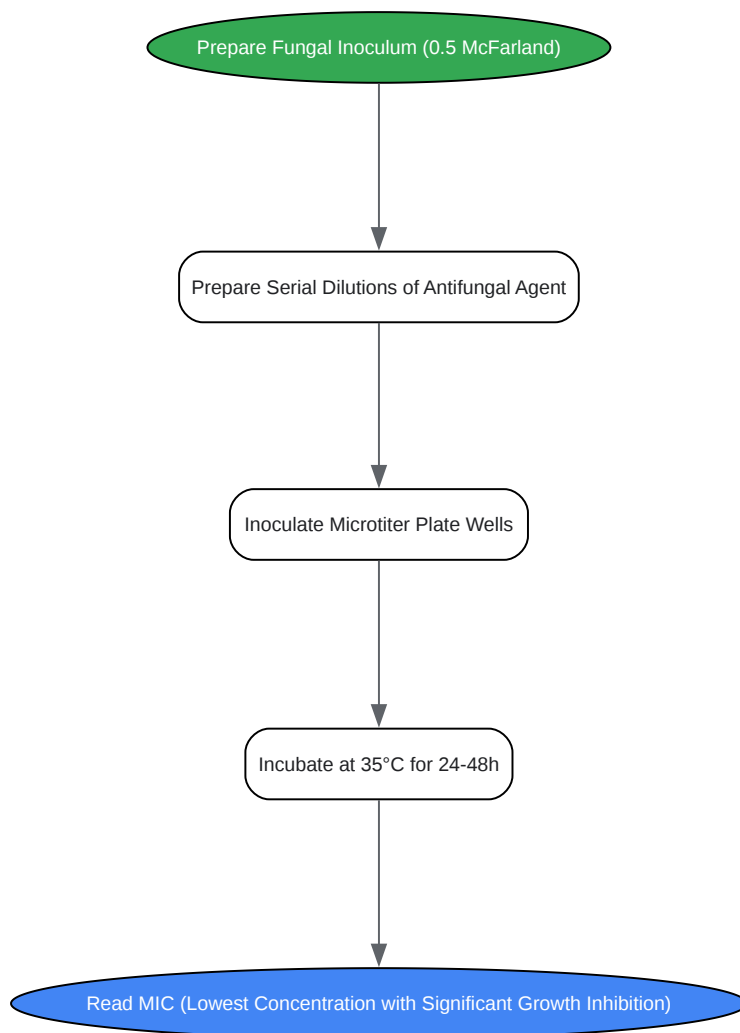 Prepare Fungal Inoculum (0.5 McFarland)
Prepare Serial Dilutions of Antifungal Agent
Inoculate Microtiter Plate Wells
Incubate at 35°C for 24-48h
Read MIC (Lowest Concentration with Significant Growth Inhibition)